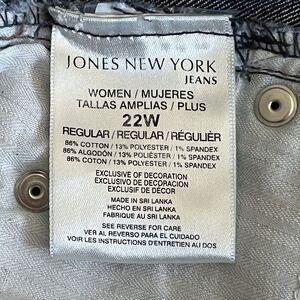 JONES NEW YORK
JEANS
WOMEN / MUJERES
TALLAS AMPLIAS / PLUS
22W
REGULAR / REGULAR / RÉGULIÈR
86% COTTON / 13% POLYESTER / 1% SPANDEX
86% ALGODÓN / 13% POLIÉSTER / 1% SPANDEX
86% COTON / 13% POLYESTER / 1% SPANDEX
EXCLUSIVE OF DECORATION
EXCLUSIVO DE DECORACION
EXCLUSIF DE DÉCOR
MADE IN SRI LANKA
HECHO EN SRI LANKA
FABRIQUE AU SRI LANKA
SEE REVERSE FOR CARE
VER AL REVERSO PARA EL CUIDADO
VOIR LES INSTRUCTIONS D'ENTRETIEN AU DOS